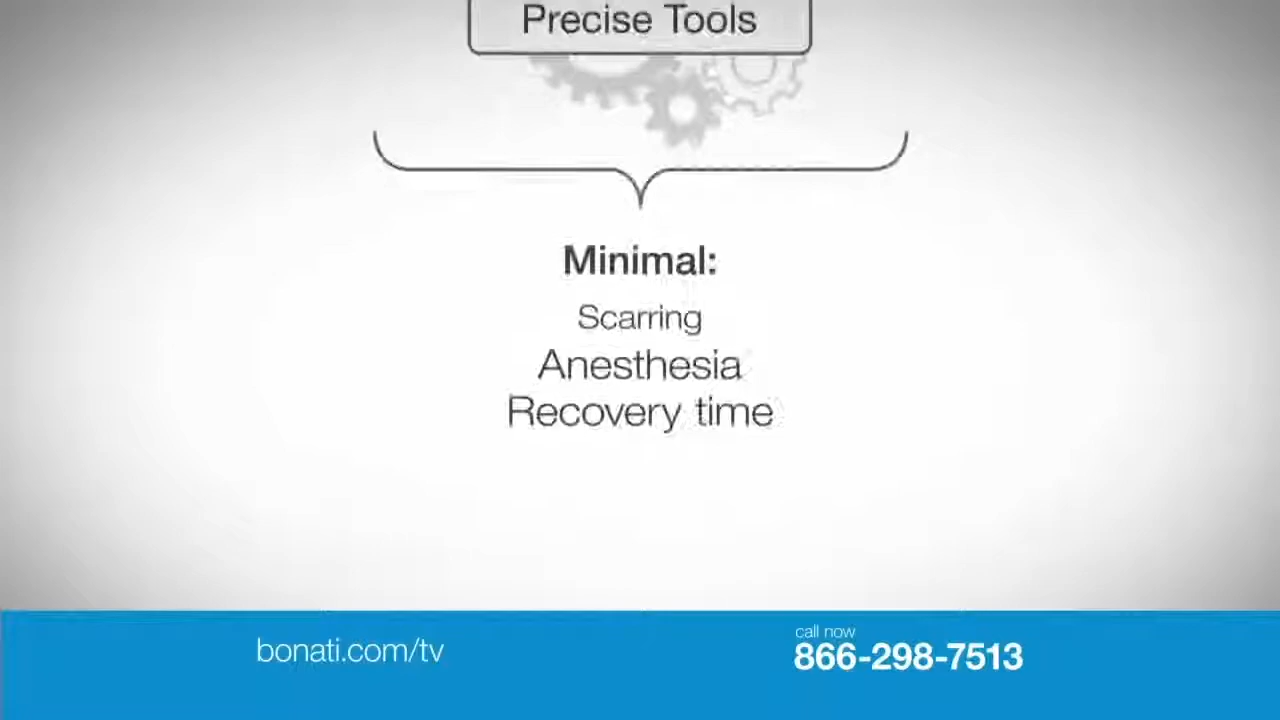 Precise Tools
Minimal:
Scarring
Anesthesia
Recovery time
bonati.com/tv
call now
866-298-7513